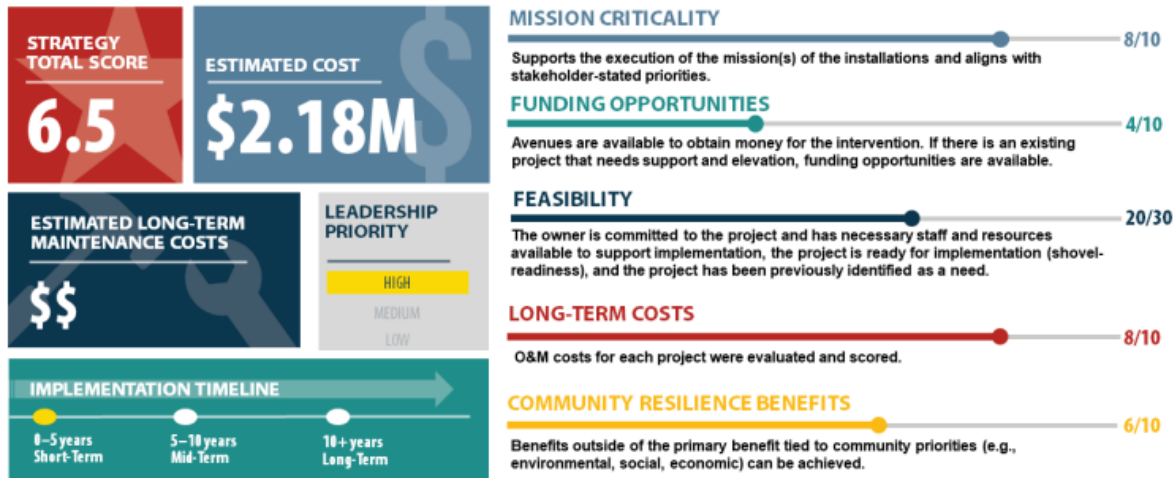 STRATEGY
TOTAL SCORE
6.5
ESTIMATED COST
$2.18M
$
ESTIMATED LONG-TERM
MAINTENANCE COSTS
$$
LEADERSHIP
PRIORITY
HIGH
MEDIUM
LOW
IMPLEMENTATION TIMELINE
0–5 years
Short-Term
5–10 years
Mid-Term
10+ years
Long-Term
MISSION CRITICALITY
8/10
Supports the execution of the mission(s) of the installations and aligns with
stakeholder-stated priorities.
FUNDING OPPORTUNITIES
4/10
Avenues are available to obtain money for the intervention. If there is an existing
project that needs support and elevation, funding opportunities are available.
FEASIBILITY
20/30
The owner is committed to the project and has necessary staff and resources
available to support implementation, the project is ready for implementation (shovel-
readiness), and the project has been previously identified as a need.
LONG-TERM COSTS
8/10
O&M costs for each project were evaluated and scored.
COMMUNITY RESILIENCE BENEFITS
6/10
Benefits outside of the primary benefit tied to community priorities (e.g.,
environmental, social, economic) can be achieved.